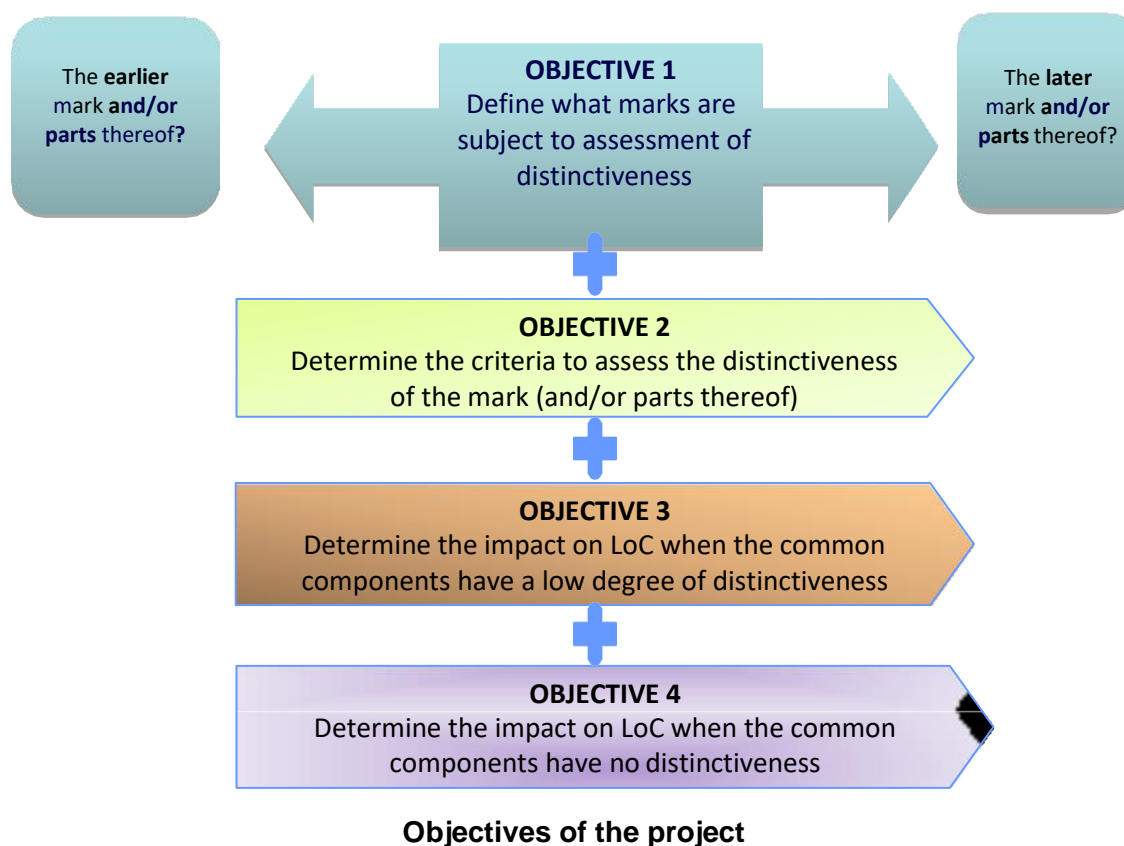 The earlier
mark and/or
parts thereof?
OBJECTIVE 1
Define what marks are
subject to assessment of
distinctiveness
The later
mark and/or
parts thereof?
OBJECTIVE 2
Determine the criteria to assess the distinctiveness
of the mark (and/or parts thereof)
OBJECTIVE 3
Determine the impact on LoC when the common
components have a low degree of distinctiveness
OBJECTIVE 4
Determine the impact on LoC when the common
components have no distinctiveness
Objectives of the project